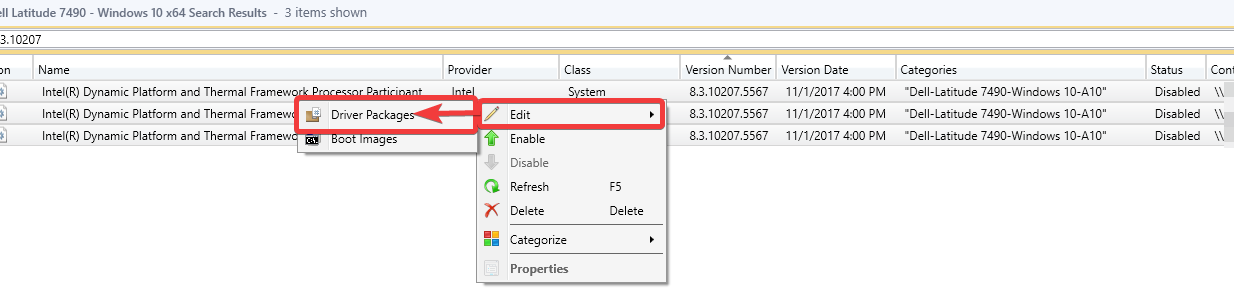 ell Latitude 7490 - Windows 10 x64 Search Results - 3 items shown
3.10207
on Name Provider Class Version Number Version Date Categories Status Cont
Intel(R) Dynamic Platform and Thermal Framework Processor Participant Intel System 8.3.10207.5567 11/1/2017 4:00 PM "Dell-Latitude 7490-Windows 10-A10" Disabled \\
Intel(R) Dynamic Platform and Thermal Framew 8.3.10207.5567 11/1/2017 4:00 PM "Dell-Latitude 7490-Windows 10-A10" Disabled \\
Intel(R) Dynamic Platform and Thermal Framew 8.3.10207.5567 11/1/2017 4:00 PM "Dell-Latitude 7490-Windows 10-A10" Disabled \\
Driver Packages
Boot Images
Edit
Enable
Disable
Refresh F5
Delete Delete
Categorize
Properties